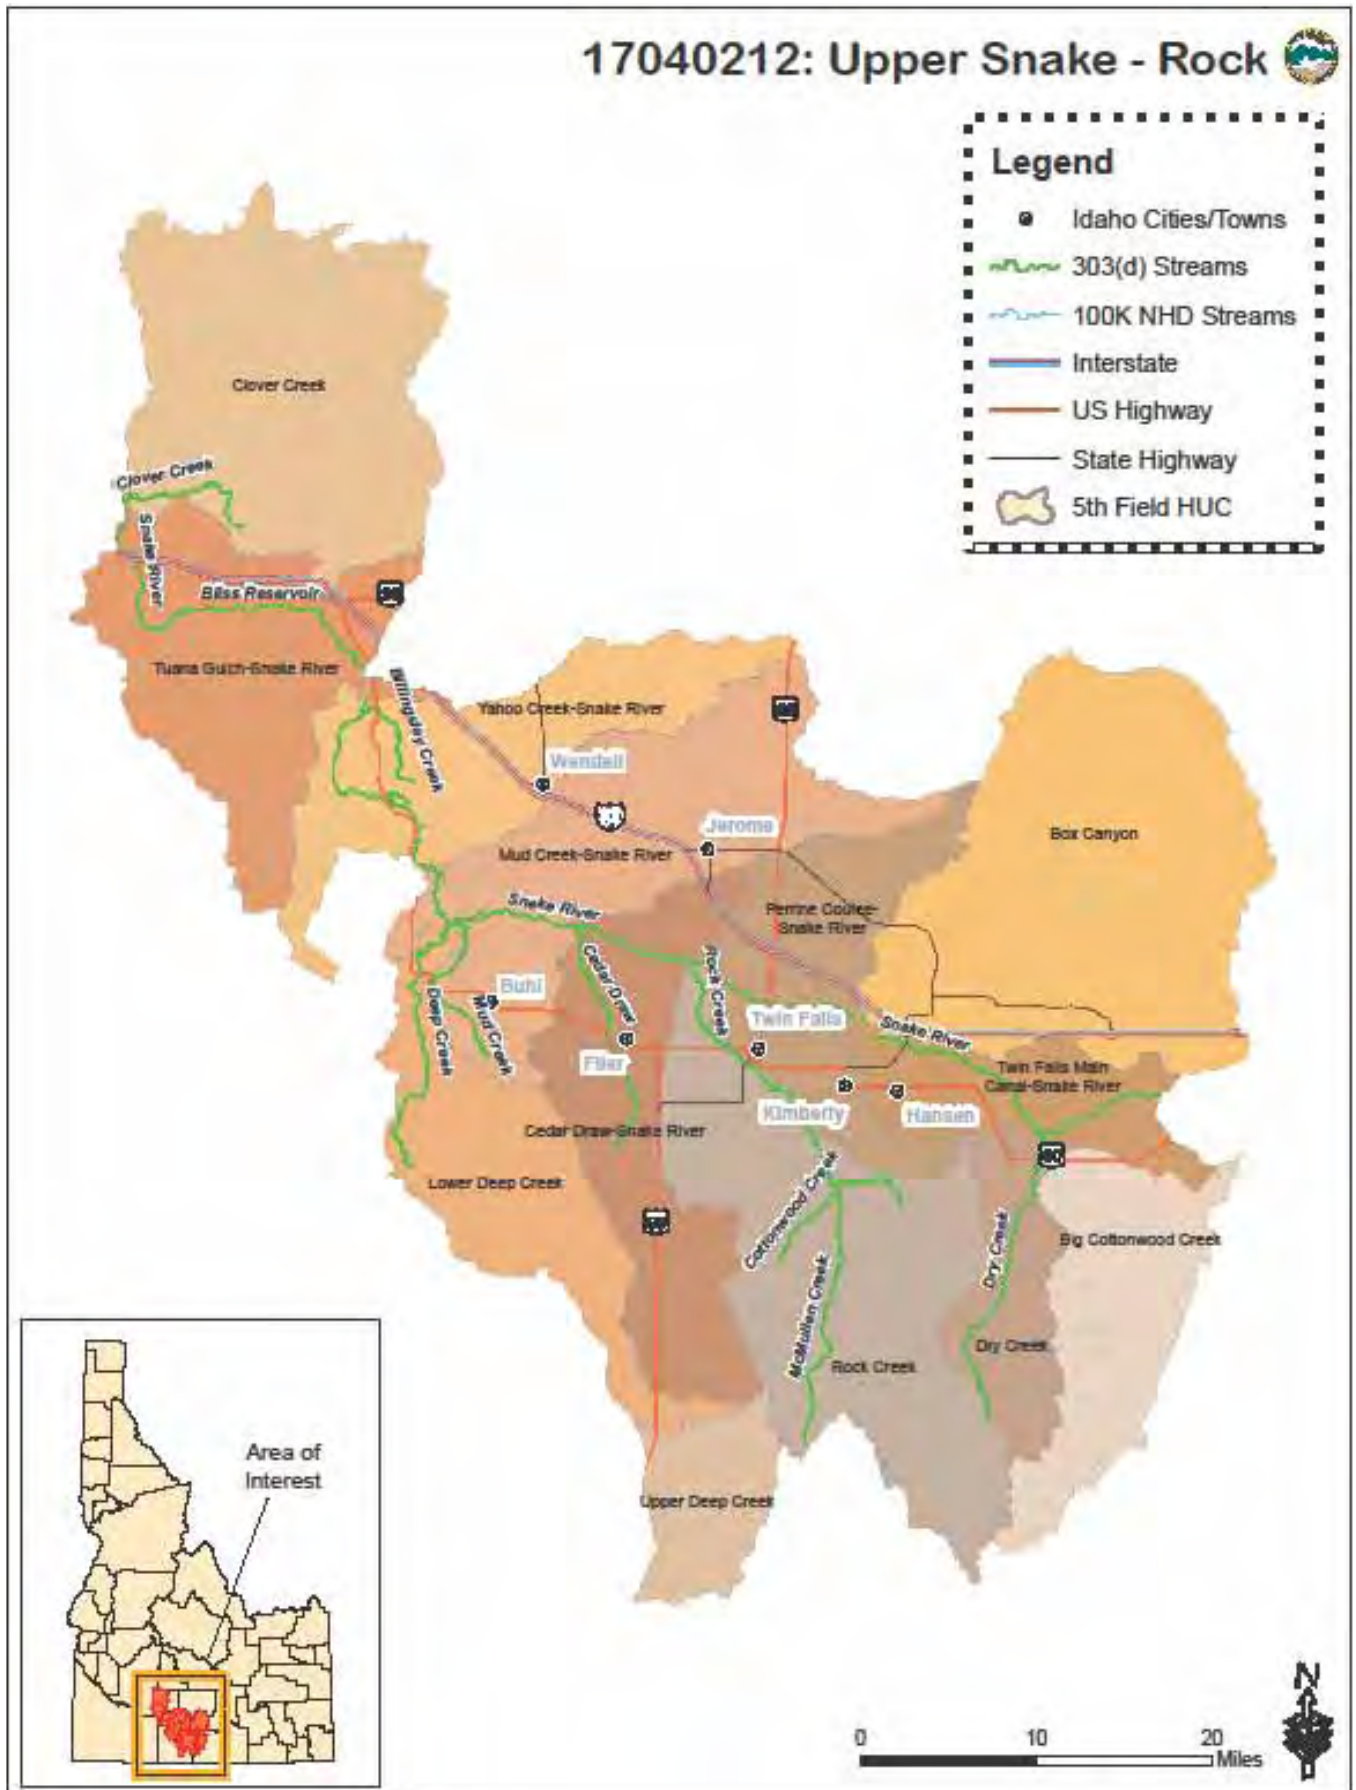 17040212: Upper Snake - Rock
Legend
Idaho Cities/Towns
303(d) Streams
100K NHD Streams
Interstate
US Highway
State Highway
5th Field HUC
Clover Creek
Clover Creek
Snake River
Bliss Reservoir
Tuana Gulch-Snake River
Billingsley Creek
Yahoo Creek-Snake River
Wendell
Jerome
Mud Creek-Snake River
Box Canyon
Snake River
Perrine Coulee-
Snake River
Cedar Draw
Rock Creek
Buhl
Deep Creek
Mud Creek
Twin Falls
Snake River
Filer
Twin Falls Main
Canal-Snake River
Kimberly
Hansen
Cedar Draw-Snake River
Lower Deep Creek
Cottonwood Creek
Dry Creek
Big Cottonwood Creek
McMullen Creek
Rock Creek
Dry Creek
Upper Deep Creek
Area of
Interest
N
0 10 20
Miles